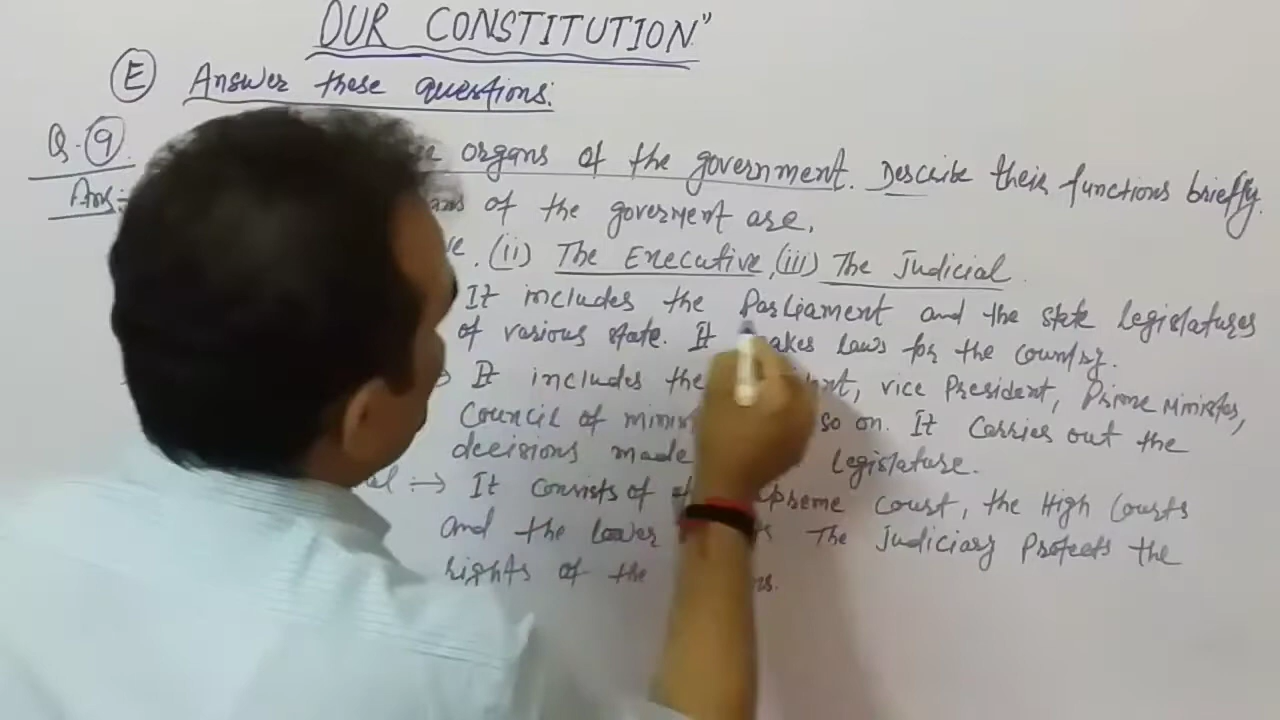 OUR CONSTITUTION"
(E) Answer these questions:
Q. (9) organs of the government. Describe their functions briefly.
Ans:- of the goverment are,
(ii) The Executive, (iii) The Judicial
It includes the Parliament and the state legislatures
of various state. It makes laws for the country.
It includes the vice President, Prime Minister,
Council of so on. It Carries out the
decisions made legislature.
:→ It consists of Court, the High Courts
and the lower The Judiciary Protects the
rights of the